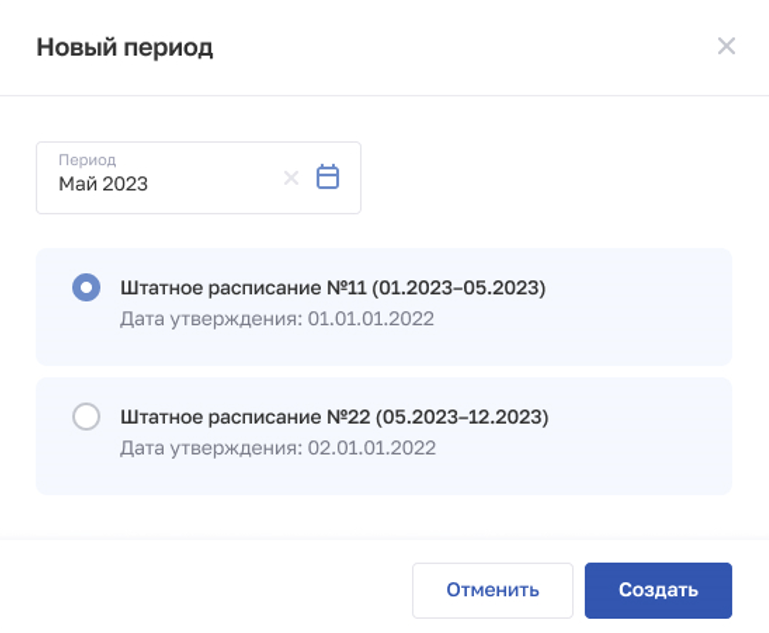 Новый период
Период
Май 2023
Штатное расписание №11 (01.2023–05.2023)
Дата утверждения: 01.01.01.2022
Штатное расписание №22 (05.2023–12.2023)
Дата утверждения: 02.01.01.2022
Отменить
Создать